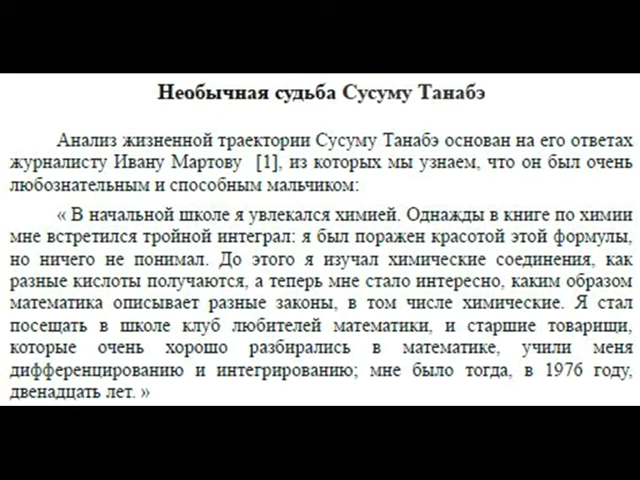 Необычная судьба Сусуму Танабэ
Анализ жизненной траектории Сусуму Танабэ основан на его ответах
журналисту Ивану Мартову [1], из которых мы узнаем, что он был очень
любознательным и способным мальчиком:
« В начальной школе я увлекался химией. Однажды в книге по химии
мне встретился тройной интеграл: я был поражен красотой этой формулы,
но ничего не понимал. До этого я изучал химические соединения, как
разные кислоты получаются, а теперь мне стало интересно, каким образом
математика описывает разные законы, в том числе химические. Я стал
посещать в школе клуб любителей математики, и старшие товарищи,
которые очень хорошо разбирались в математике, учили меня
дифференцированию и интегрированию; мне было тогда, в 1976 году,
двенадцать лет. »